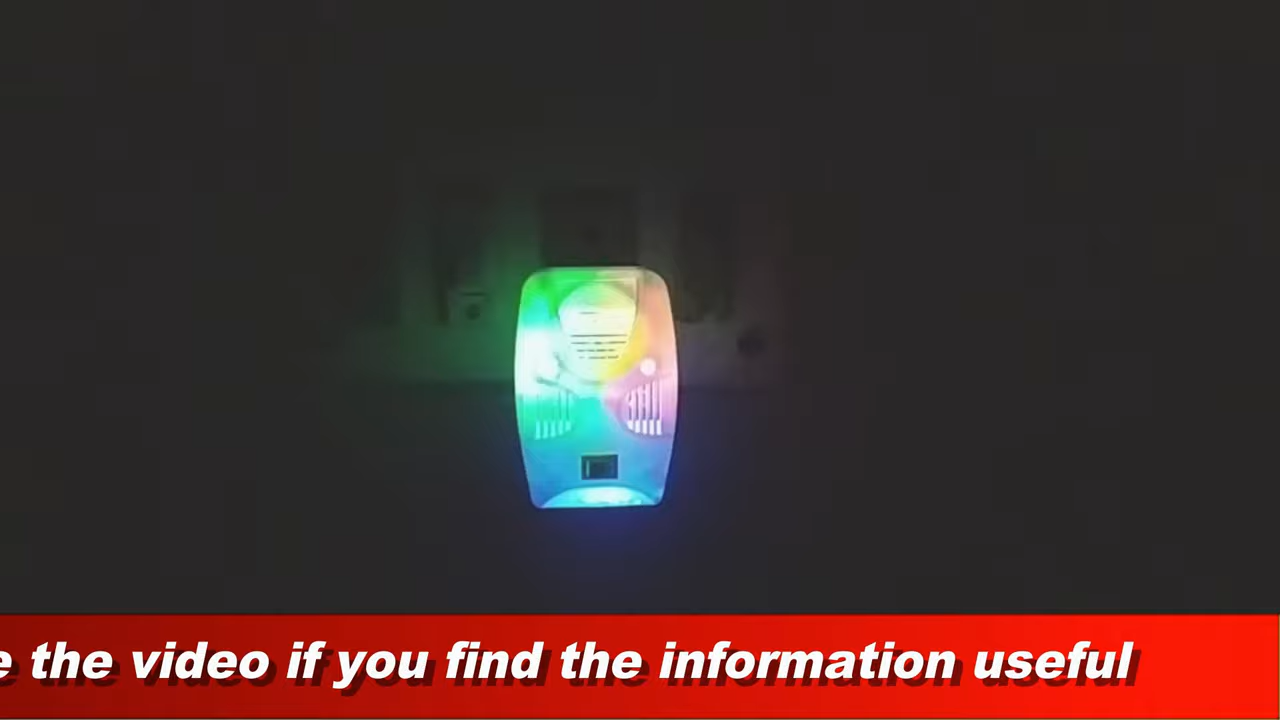 e the video if you find the information useful